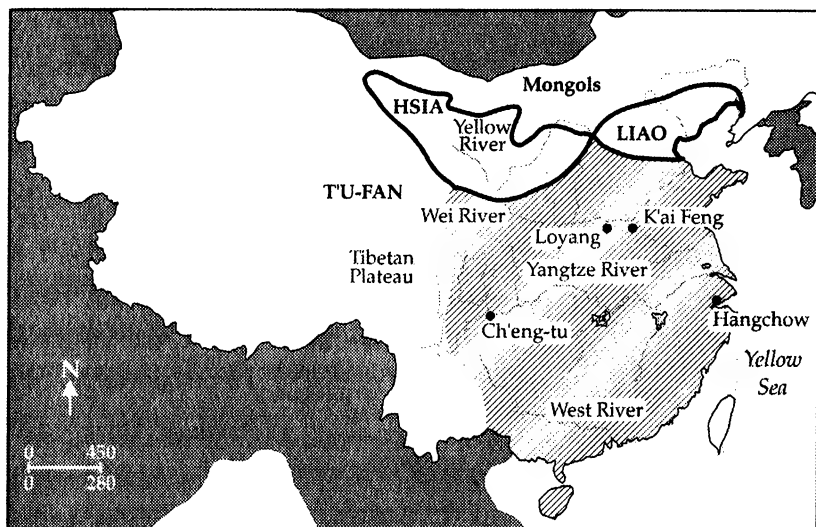 Mongols
HSIA
Yellow
River
LIAO
T'U-FAN
Wei River
K'ai Feng
Loyang
Tibetan
Plateau
Yangtze River
Ch'eng-tu
Hangchow
Yellow
Sea
N
West River
0 450
0 280